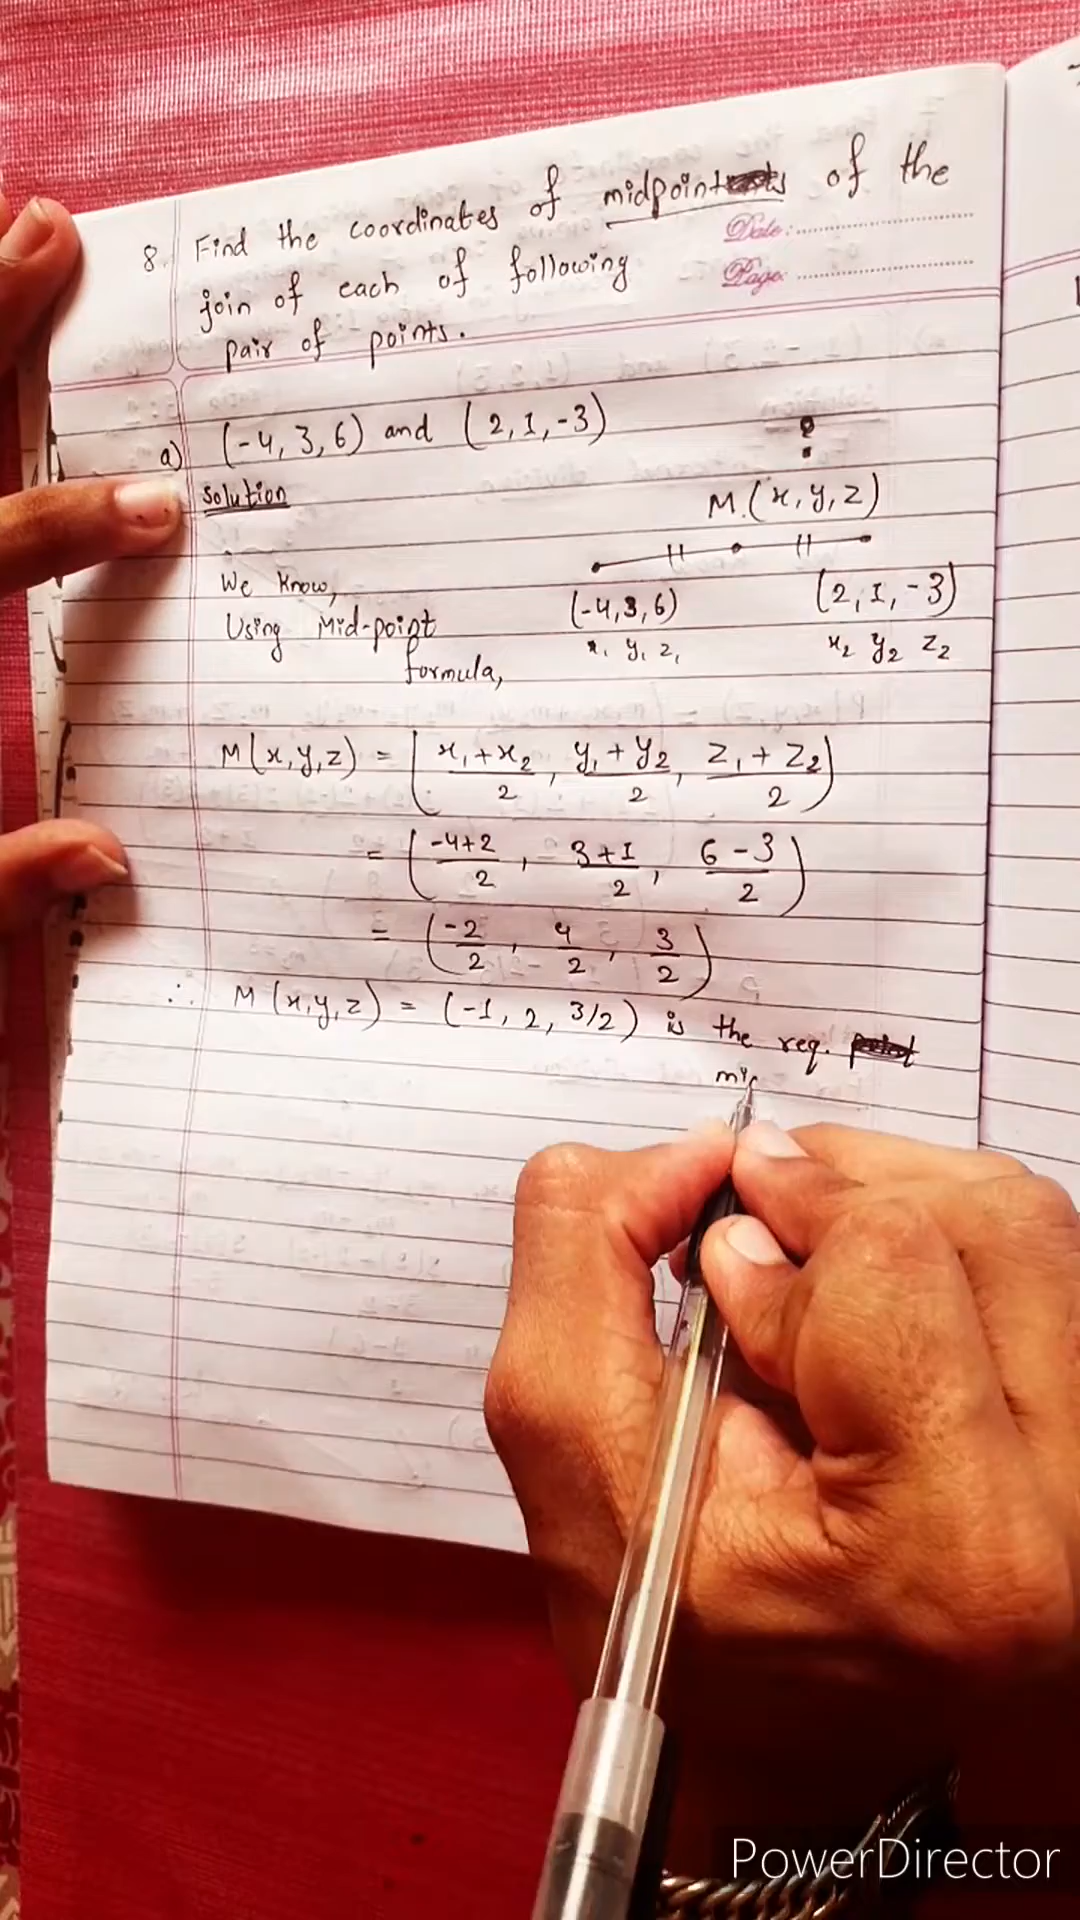 8. Find the coordinates of midpoints of the
Date:
join of each of following
Page:
pair of points.
a) (-4, 3, 6) and (2, 1, -3)
?
Solution
M (x, y, z)
We know,
(-4, 3, 6) (2, 1, -3)
Using Mid-point
x₁ y₁ z₁ x₂ y₂ z₂
formula,
M(x, y, z) = (x₁+x₂/2, y₁+y₂/2, z₁+z₂/2)
= (-4+2/2, 3+1/2, 6-3/2)
= (-2/2, 4/2, 3/2)
∴ M (x, y, z) = (-1, 2, 3/2) is the req.
mi
PowerDirector